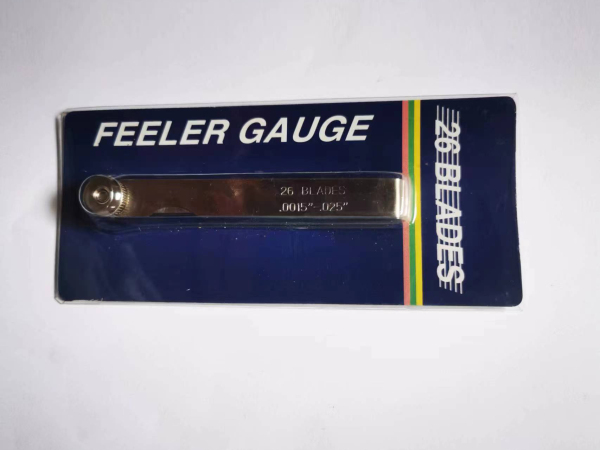 FEELER GAUGE
26 BLADES
.0015"-.025"
26 BLADES